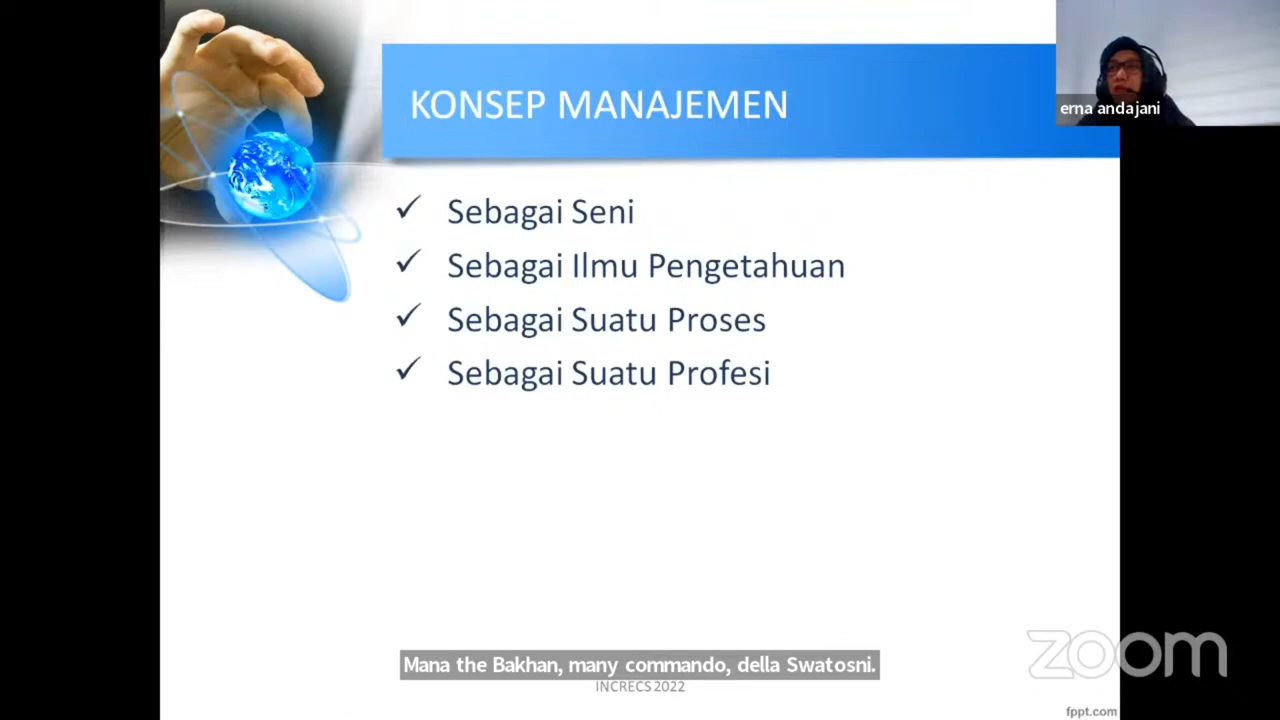 KONSEP MANAJEMEN
erna andajani
✓ Sebagai Seni
✓ Sebagai Ilmu Pengetahuan
✓ Sebagai Suatu Proses
✓ Sebagai Suatu Profesi
Mana the Bakhan, many commando, della Swatosni.
INCRECS 2022
zoom
fppt.com